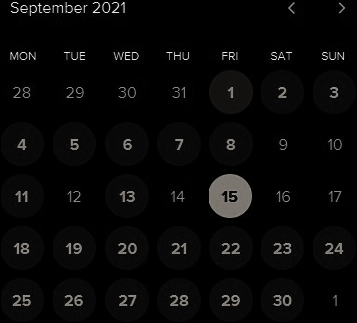 September 2021 < >
MON TUE WED THU FRI SAT SUN
28 29 30 31 1 2 3
4 5 6 7 8 9 10
11 12 13 14 15 16 17
18 19 20 21 22 23 24
25 26 27 28 29 30 1